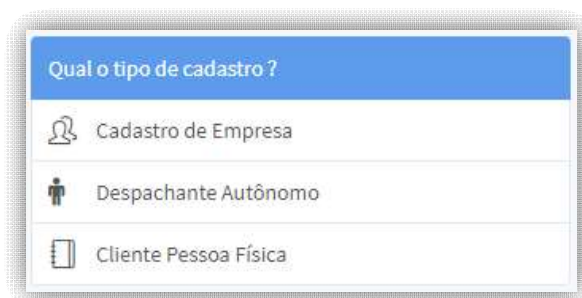 Qual o tipo de cadastro ?
Cadastro de Empresa
Despachante Autônomo
Cliente Pessoa Física